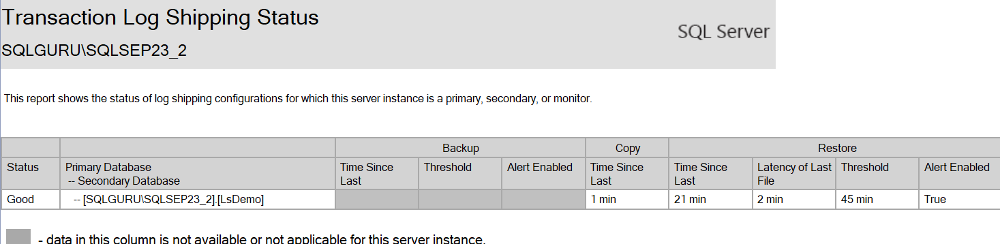 Transaction Log Shipping Status
SQL Server
SQLGURU\SQLSEP23_2
This report shows the status of log shipping configurations for which this server instance is a primary, secondary, or monitor.
Backup Copy Restore
Status Primary Database Time Since Threshold Alert Enabled Time Since Time Since Latency of Last Threshold Alert Enabled
-- Secondary Database Last Last Last File
Good -- [SQLGURU\SQLSEP23_2].[LsDemo] 1 min 21 min 2 min 45 min True
- data in this column is not available or not applicable for this server instance.